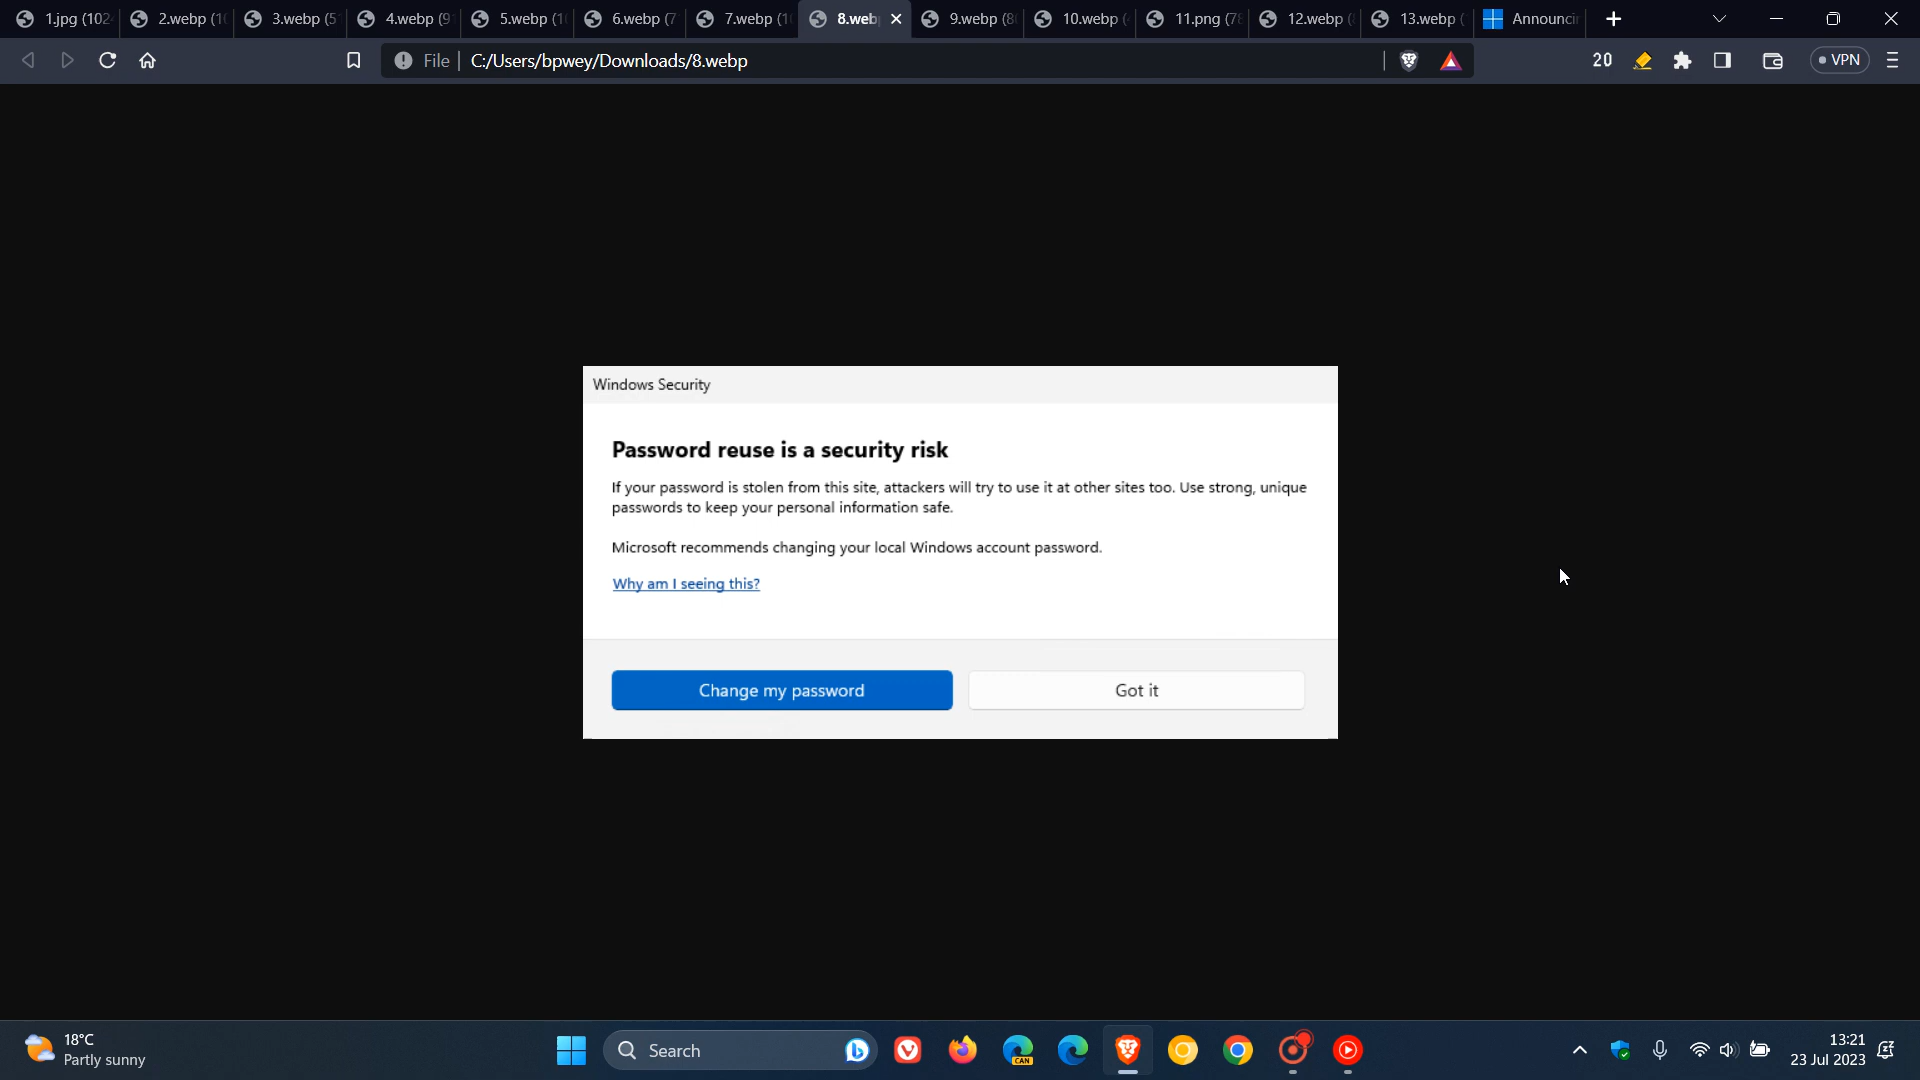 1.jpg (102
2.webp (1
3.webp (5
4.webp (9
5.webp (1
6.webp (7
7.webp (1
8.web
9.webp (8
10.webp (
11.png (78
12.webp (
13.webp (
Announcin
File
C:/Users/bpwey/Downloads/8.webp
20
VPN
Windows Security
Password reuse is a security risk
If your password is stolen from this site, attackers will try to use it at other sites too. Use strong, unique
passwords to keep your personal information safe.
Microsoft recommends changing your local Windows account password.
Why am I seeing this?
Change my password
Got it
18°C
Partly sunny
Search
CAN
13:21
23 Jul 2023